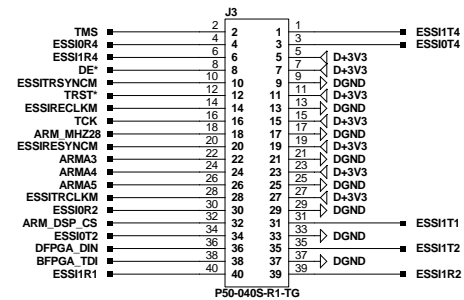 J3
TMS 2 2 1 1 ESSI1T4
ESSI0R4 4 4 3 3 ESSI0T4
ESSI1R4 6 6 5 5 D+3V3
DE* 8 8 7 7 D+3V3
ESSITRSYNCM 10 10 9 9 DGND
TRST* 12 12 11 11 D+3V3
ESSIRECLKM 14 14 13 13 DGND
TCK 16 16 15 15 D+3V3
ARM_MHZ28 18 18 17 17 DGND
ESSIRESYNCM 20 20 19 19 D+3V3
ARMA3 22 22 21 21 DGND
ARMA4 24 24 23 23 D+3V3
ARMA5 26 26 25 25 DGND
ESSITRCLKM 28 28 27 27 D+3V3
ESSI0R2 30 30 29 29 DGND
ARM_DSP_CS 32 32 31 31 ESSI1T1
ESSI0T2 34 34 33 33 DGND
DFPGA_DIN 36 36 35 35 ESSI1T2
BFPGA_TDI 38 38 37 37 DGND
ESSI1R1 40 40 39 39 ESSI1R2
P50-040S-R1-TG